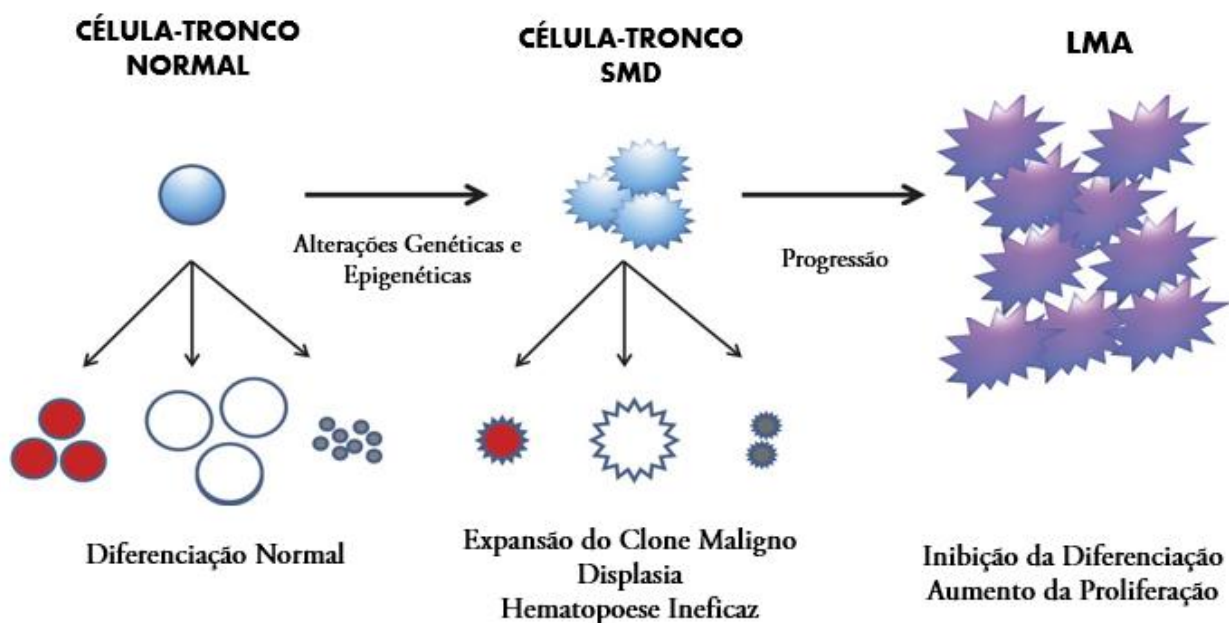 CÉLULA-TRONCO
NORMAL
CÉLULA-TRONCO
SMD
LMA
Alterações Genéticas e
Epigenéticas
Progressão
Diferenciação Normal
Expansão do Clone Maligno
Displasia
Hematopoese Ineficaz
Inibição da Diferenciação
Aumento da Proliferação